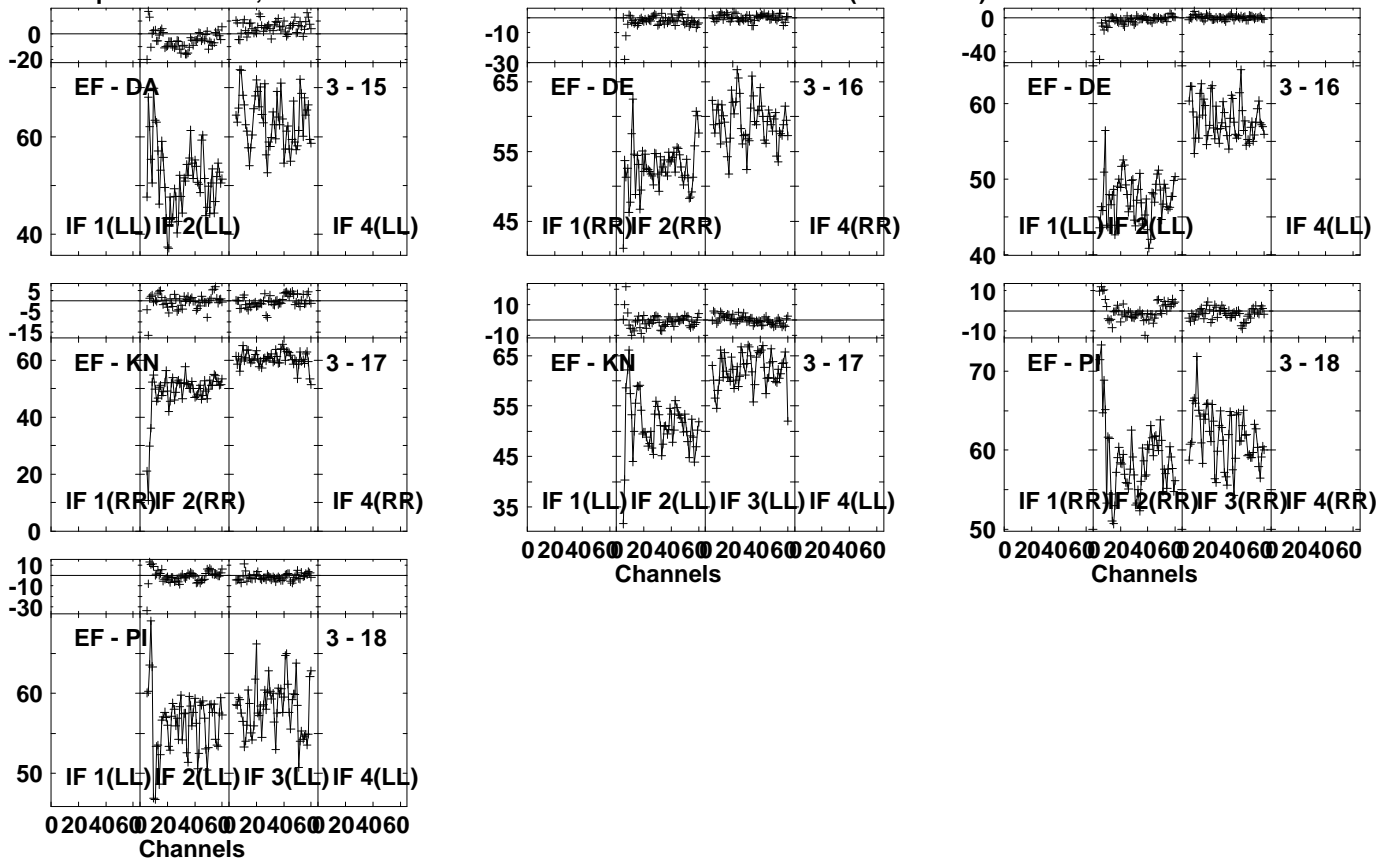 0
-20
EF - DA 3 - 15
60
40
IF 1(LL) IF 2(LL) IF 4(LL)
-10
-30
65
EF - DE 3 - 16
55
45
IF 1(RR) IF 2(RR) IF 4(RR)
0
-40
EF - DE 3 - 16
60
50
40
IF 1(LL) IF 2(LL) IF 4(LL)
5
-5
-15
60
EF - KN 3 - 17
40
20
IF 1(RR) IF 2(RR) IF 4(RR)
0
10
-10
65
EF - KN 3 - 17
55
45
35
IF 1(LL) IF 2(LL) IF 3(LL) IF 4(LL)
0 204060 0 204060 0 204060 0 204060
Channels
10
-10
EF - PI 3 - 18
70
60
IF 1(RR) IF 2(RR) IF 3(RR) IF 4(RR)
50
0 204060 0 204060 0 204060 0 204060
Channels
10
-10
-30
EF - PI 3 - 18
60
50
IF 1(LL) IF 2(LL) IF 3(LL) IF 4(LL)
0 204060 0 204060 0 204060 0 204060
Channels